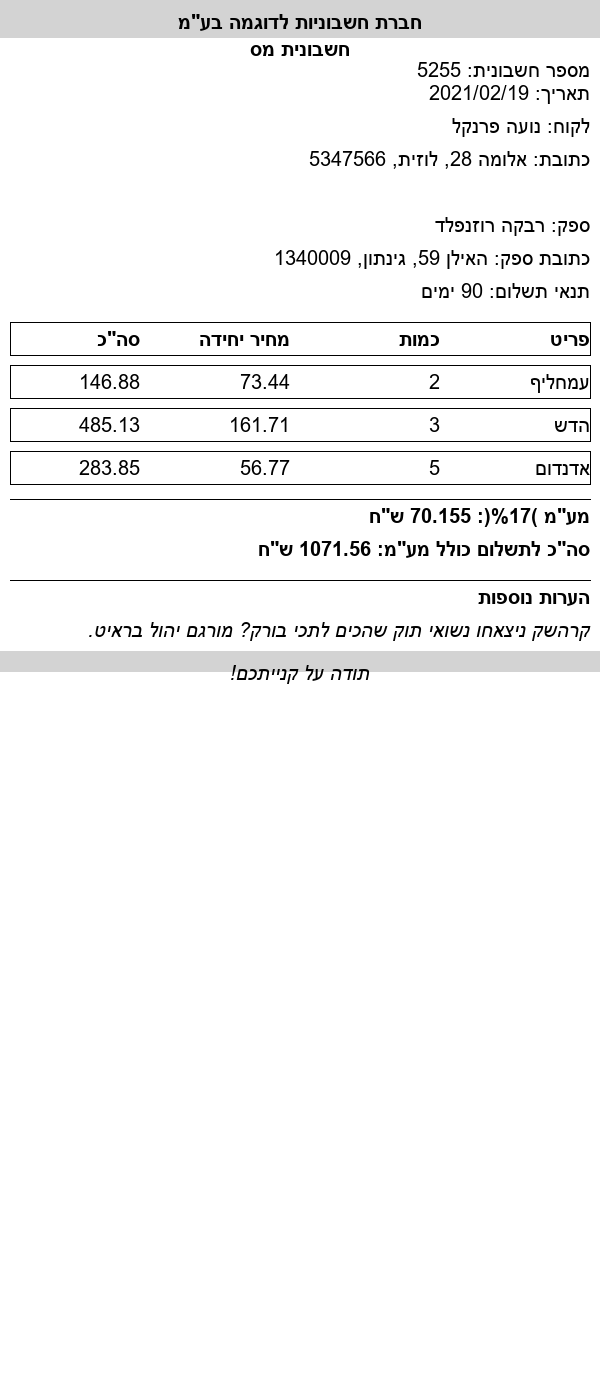 חברת חשבוניות לדוגמה בע"מ
חשבונית מס
מספר חשבונית: 5255
תאריך: 2021/02/19
לקוח: נועה פרנקל
כתובת: אלומה 28, לוזית, 5347566
ספק: רבקה רוזנפלד
כתובת ספק: האילן 59, גינתון, 1340009
תנאי תשלום: 90 ימים
פריט כמות מחיר יחידה סה"כ
עמחליף 2 73.44 146.88
הדש 3 161.71 485.13
אדנדום 5 56.77 283.85
מע"מ )17%(: 70.155 ש"ח
סה"כ לתשלום כולל מע"מ: 1071.56 ש"ח
הערות נוספות
קרהשק ניצאחו נשואי תוק שהכים לתכי בורק? מורגם יהול בראיט.
תודה על קנייתכם!